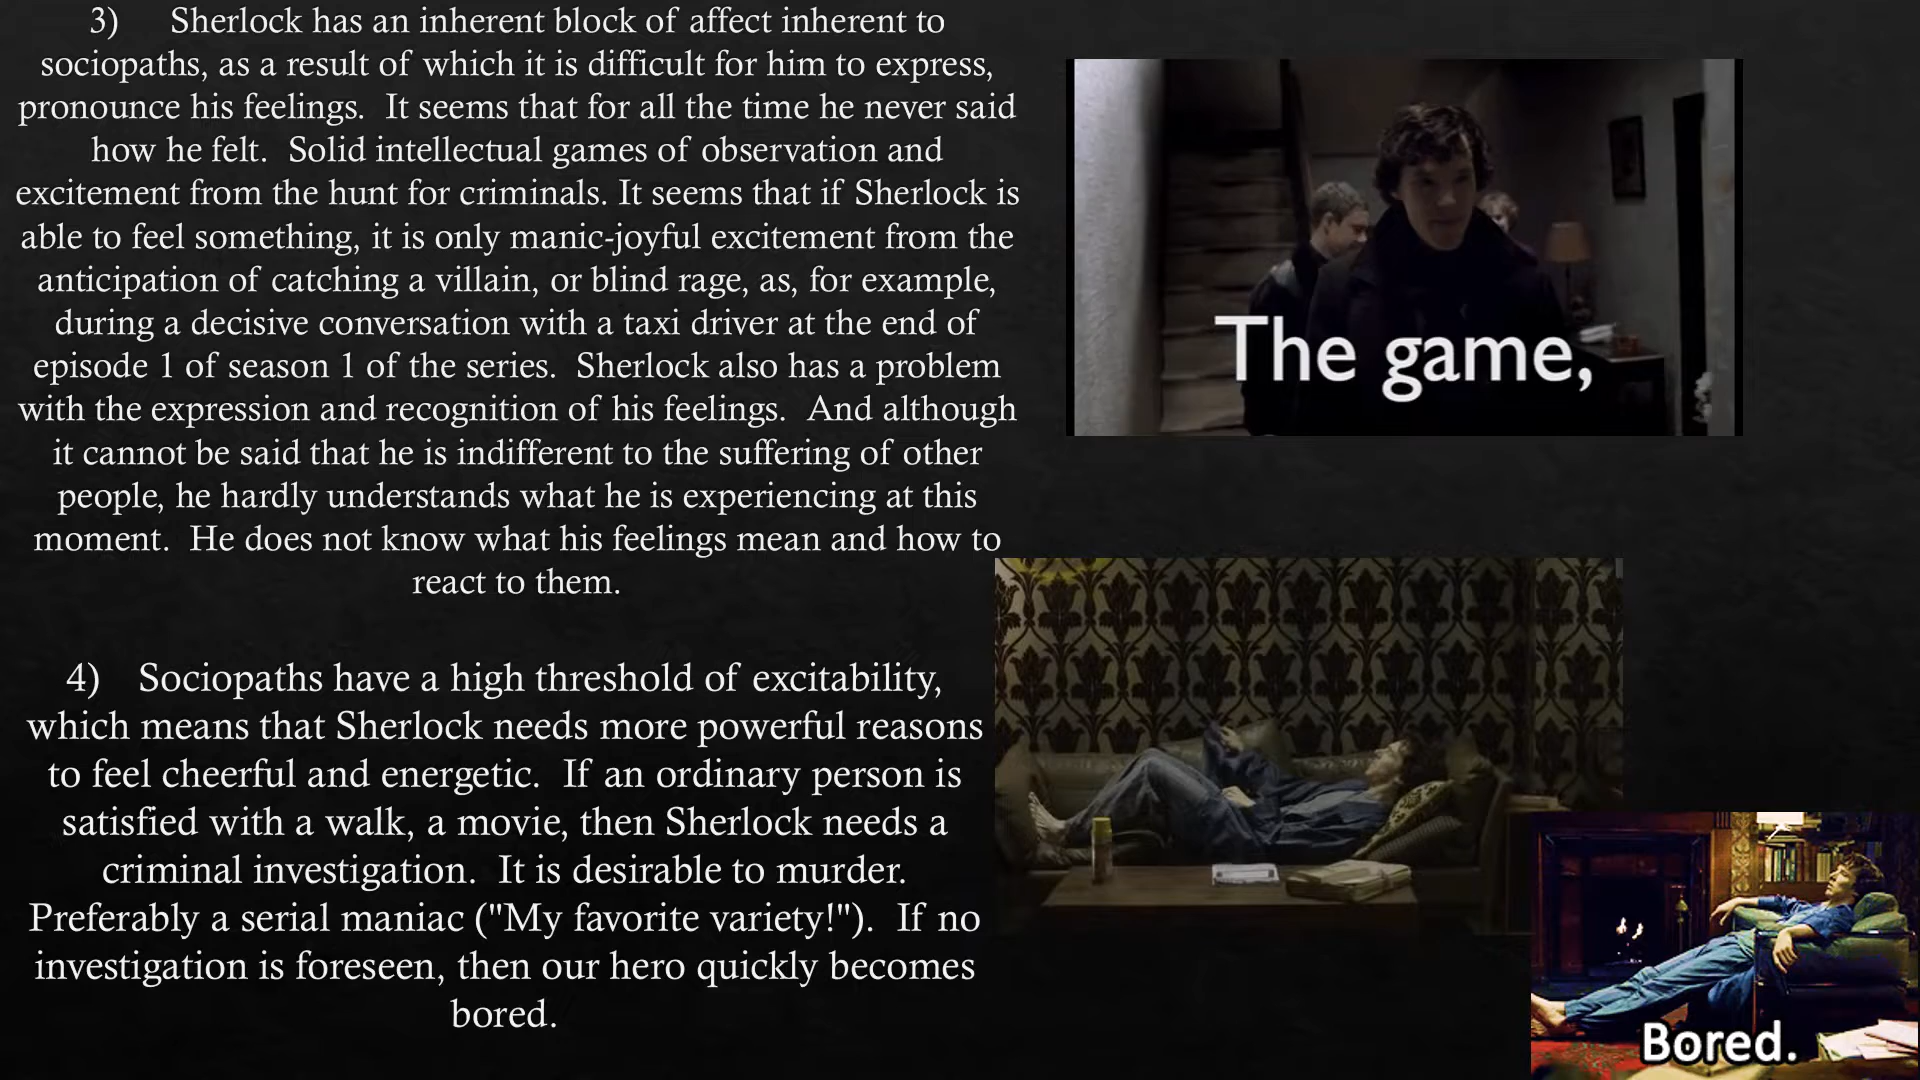 3) Sherlock has an inherent block of affect inherent to
sociopaths, as a result of which it is difficult for him to express,
pronounce his feelings. It seems that for all the time he never said
how he felt. Solid intellectual games of observation and
excitement from the hunt for criminals. It seems that if Sherlock is
able to feel something, it is only manic-joyful excitement from the
anticipation of catching a villain, or blind rage, as, for example,
during a decisive conversation with a taxi driver at the end of
episode 1 of season 1 of the series. Sherlock also has a problem
with the expression and recognition of his feelings. And although
it cannot be said that he is indifferent to the suffering of other
people, he hardly understands what he is experiencing at this
moment. He does not know what his feelings mean and how to
react to them.
4) Sociopaths have a high threshold of excitability,
which means that Sherlock needs more powerful reasons
to feel cheerful and energetic. If an ordinary person is
satisfied with a walk, a movie, then Sherlock needs a
criminal investigation. It is desirable to murder.
Preferably a serial maniac ("My favorite variety!"). If no
investigation is foreseen, then our hero quickly becomes
bored.
The game,
Bored.